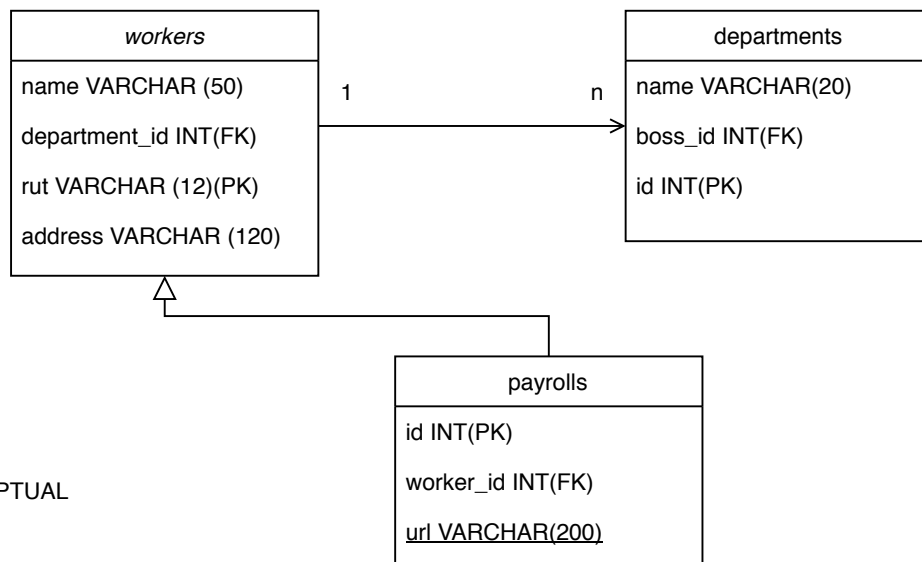 workers
name VARCHAR (50)
department_id INT(FK)
rut VARCHAR (12)(PK)
address VARCHAR (120)
1
n
departments
name VARCHAR(20)
boss_id INT(FK)
id INT(PK)
payrolls
id INT(PK)
worker_id INT(FK)
url VARCHAR(200)
PTUAL